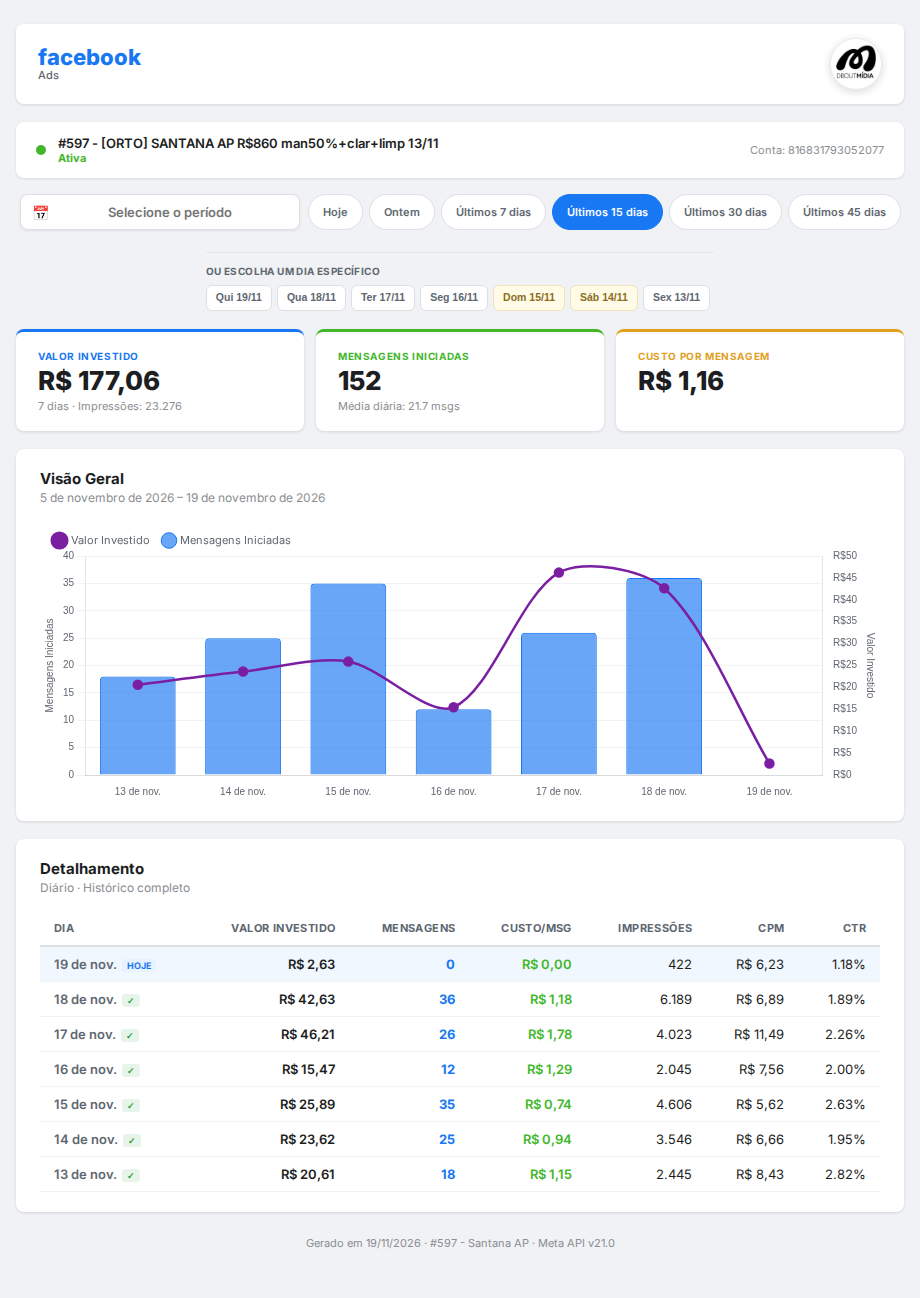 facebook
Ads
DBOUTMÍDIA
#597 - [ORTO] SANTANA AP R$860 man50%+clar+limp 13/11
Ativa
Conta: 816831793052077
Selecione o período
Hoje
Ontem
Últimos 7 dias
Últimos 15 dias
Últimos 30 dias
Últimos 45 dias
OU ESCOLHA UM DIA ESPECÍFICO
Qui 19/11
Qua 18/11
Ter 17/11
Seg 16/11
Dom 15/11
Sáb 14/11
Sex 13/11
VALOR INVESTIDO
R$ 177,06
7 dias · Impressões: 23.276
MENSAGENS INICIADAS
152
Média diária: 21.7 msgs
CUSTO POR MENSAGEM
R$ 1,16
Visão Geral
5 de novembro de 2026 – 19 de novembro de 2026
Valor Investido
Mensagens Iniciadas
Mensagens Iniciadas
40
35
30
25
20
15
10
5
0
R$50
R$45
R$40
R$35
R$30
R$25
R$20
R$15
R$10
R$5
R$0
Valor Investido
13 de nov.
14 de nov.
15 de nov.
16 de nov.
17 de nov.
18 de nov.
19 de nov.
Detalhamento
Diário · Histórico completo
DIA VALOR INVESTIDO MENSAGENS CUSTO/MSG IMPRESSÕES CPM CTR
19 de nov. HOJE R$ 2,63 0 R$ 0,00 422 R$ 6,23 1.18%
18 de nov. ✓ R$ 42,63 36 R$ 1,18 6.189 R$ 6,89 1.89%
17 de nov. ✓ R$ 46,21 26 R$ 1,78 4.023 R$ 11,49 2.26%
16 de nov. ✓ R$ 15,47 12 R$ 1,29 2.045 R$ 7,56 2.00%
15 de nov. ✓ R$ 25,89 35 R$ 0,74 4.606 R$ 5,62 2.63%
14 de nov. ✓ R$ 23,62 25 R$ 0,94 3.546 R$ 6,66 1.95%
13 de nov. ✓ R$ 20,61 18 R$ 1,15 2.445 R$ 8,43 2.82%
Gerado em 19/11/2026 · #597 - Santana AP · Meta API v21.0